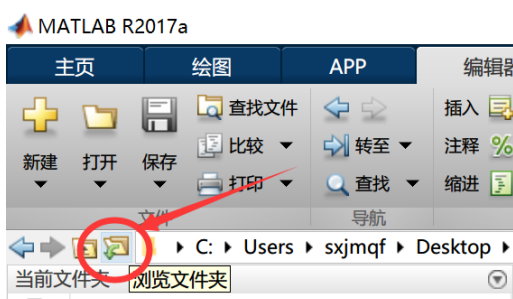 MATLAB R2017a
主页 绘图 APP 编辑器
查找文件 插入
比较 转至 注释 %
新建 打开 保存 打印 查找 缩进
文件 导航
C: Users sxjmqf Desktop
当前文件夹 浏览文件夹